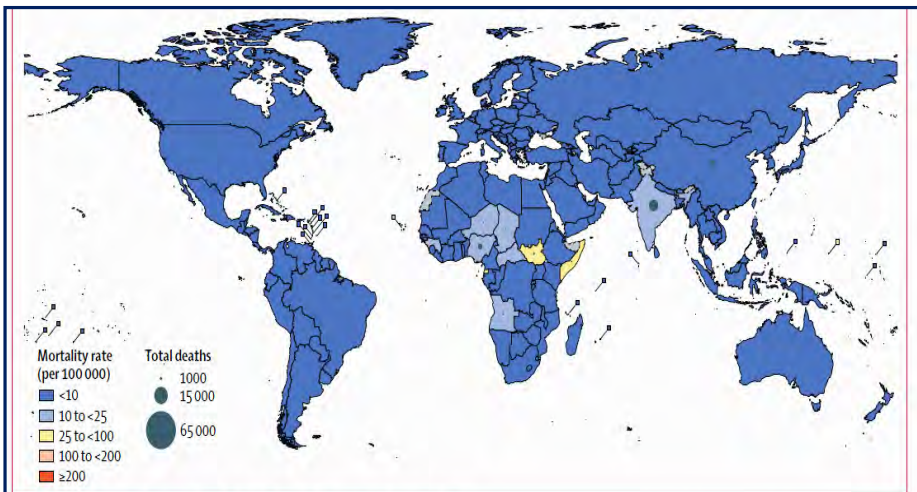 Mortality rate
(per 100 000)
<10
10 to <25
25 to <100
100 to <200
≥200
Total deaths
1000
15 000
65 000